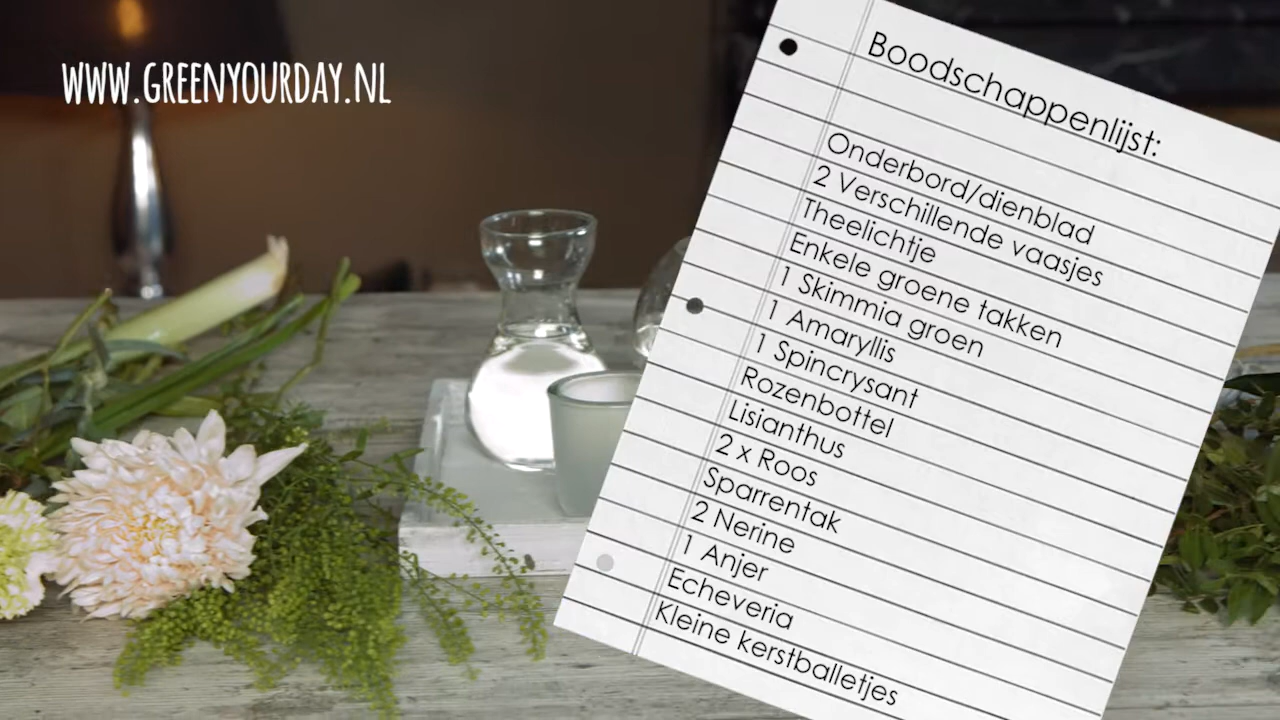 WWW.GREENYOURDAY.NL
Boodschappenlijst:
Onderbord/dienblad
2 Verschillende vaasjes
Theelichtje
Enkele groene takken
1 Skimmia groen
1 Amaryllis
1 Spincrysant
Rozenbottel
Lisianthus
2 x Roos
Sparrentak
2 Nerine
1 Anjer
Echeveria
Kleine kerstballetjes